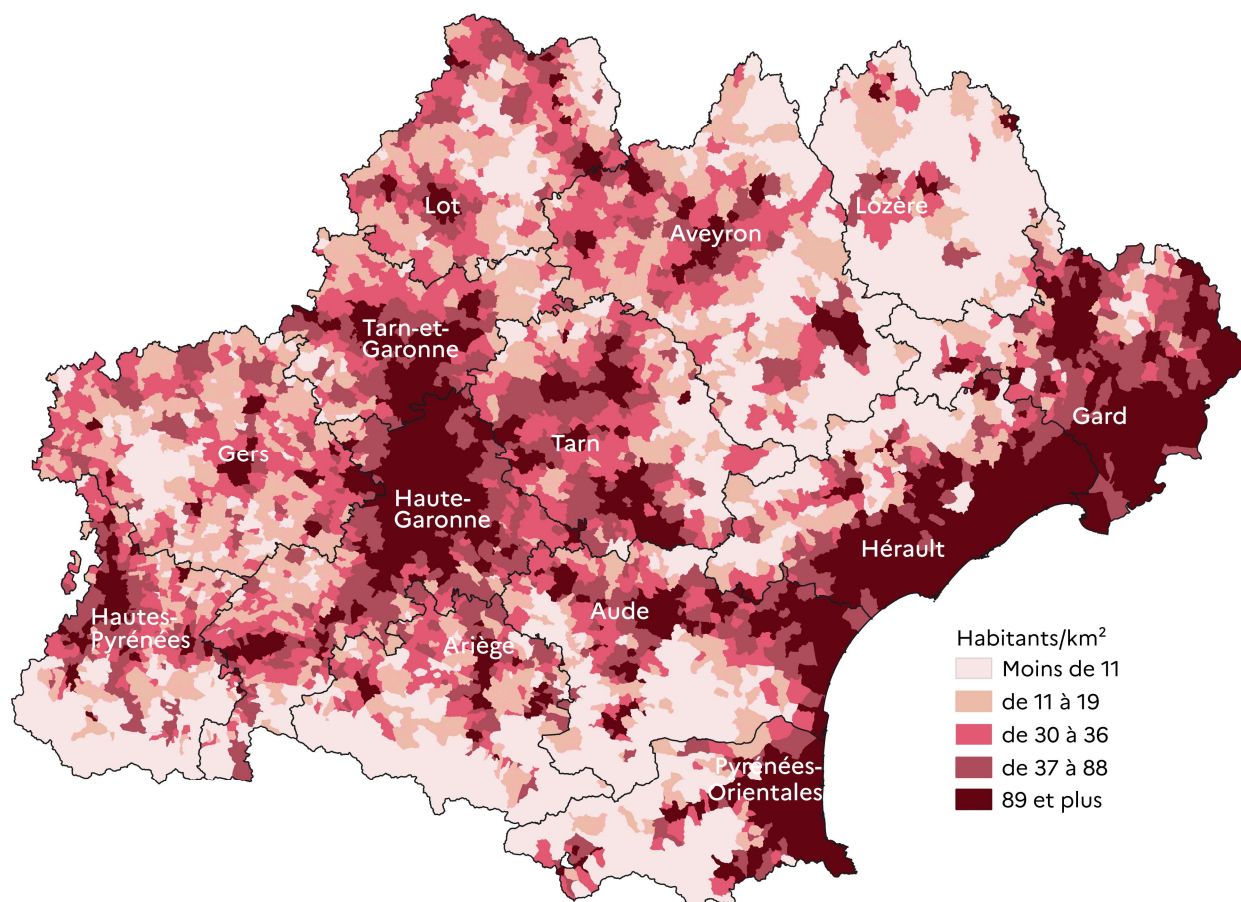 Lot
Aveyron
Lozère
Tarn-et-
Garonne
Gers
Tarn
Gard
Haute-
Garonne
Hérault
Hautes-
Pyrénées
Aude
Ariège
Pyrénées-
Orientales
Habitants/km²
Moins de 11
de 11 à 19
de 30 à 36
de 37 à 88
89 et plus